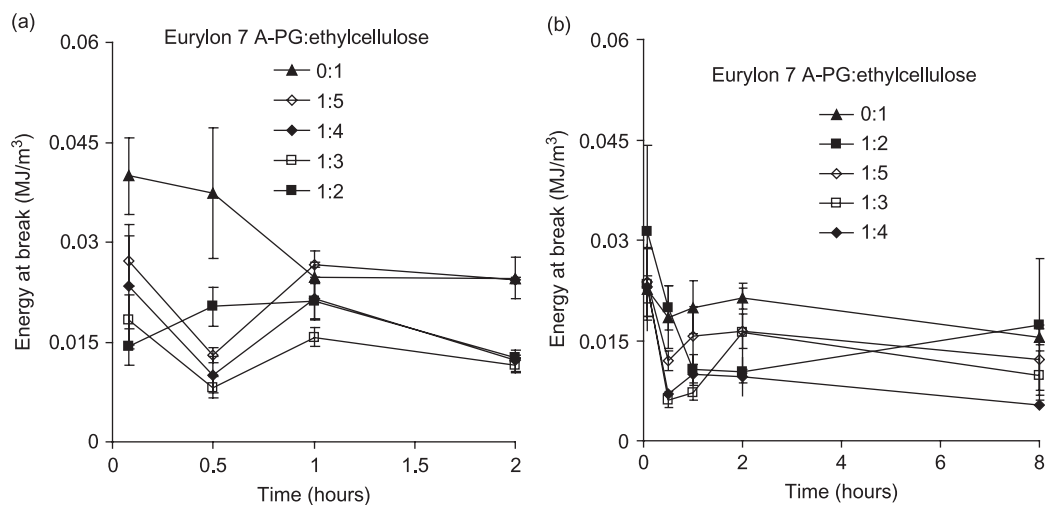 (a)
0.06
0.045
0.03
0.015
0
Energy at break (MJ/m³)
Eurylon 7 A-PG:ethylcellulose
0:1
1:5
1:4
1:3
1:2
0 0.5 1 1.5 2
Time (hours)
(b)
0.06
0.045
0.03
0.015
0
Energy at break (MJ/m³)
Eurylon 7 A-PG:ethylcellulose
0:1
1:2
1:5
1:3
1:4
0 2 4 6 8
Time (hours)